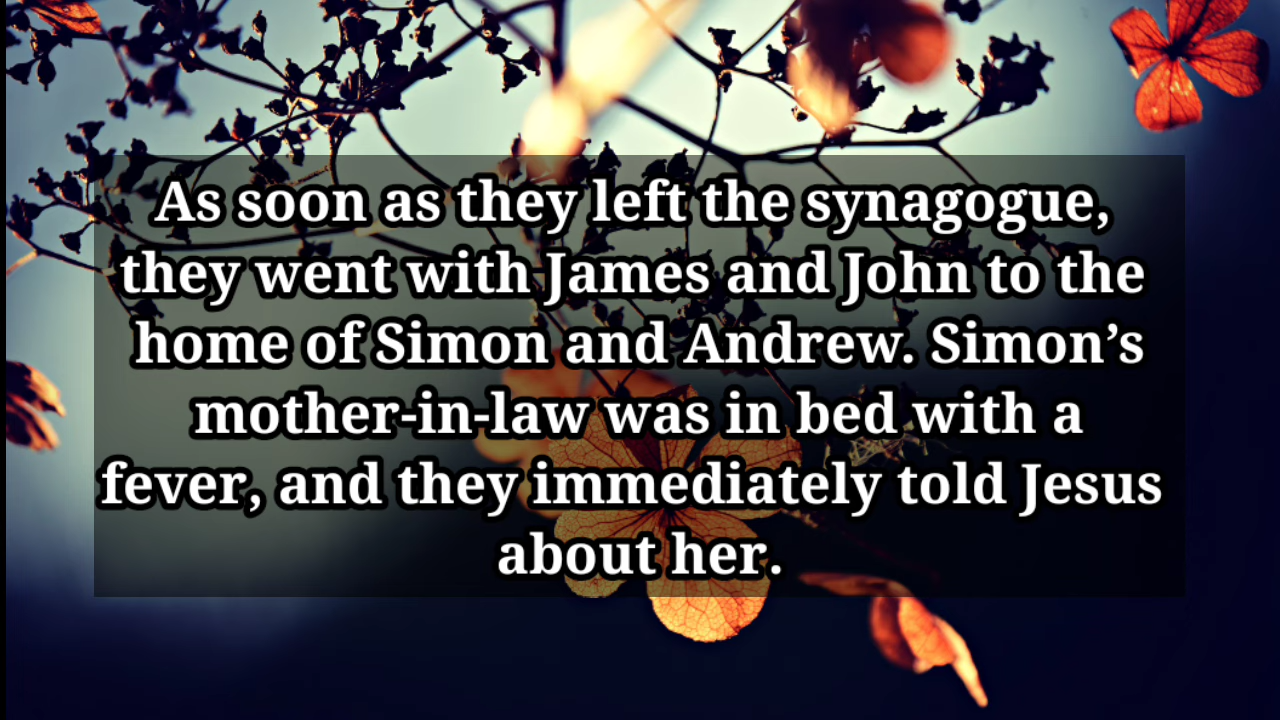 As soon as they left the synagogue,
they went with James and John to the
home of Simon and Andrew. Simon’s
mother-in-law was in bed with a
fever, and they immediately told Jesus
about her.